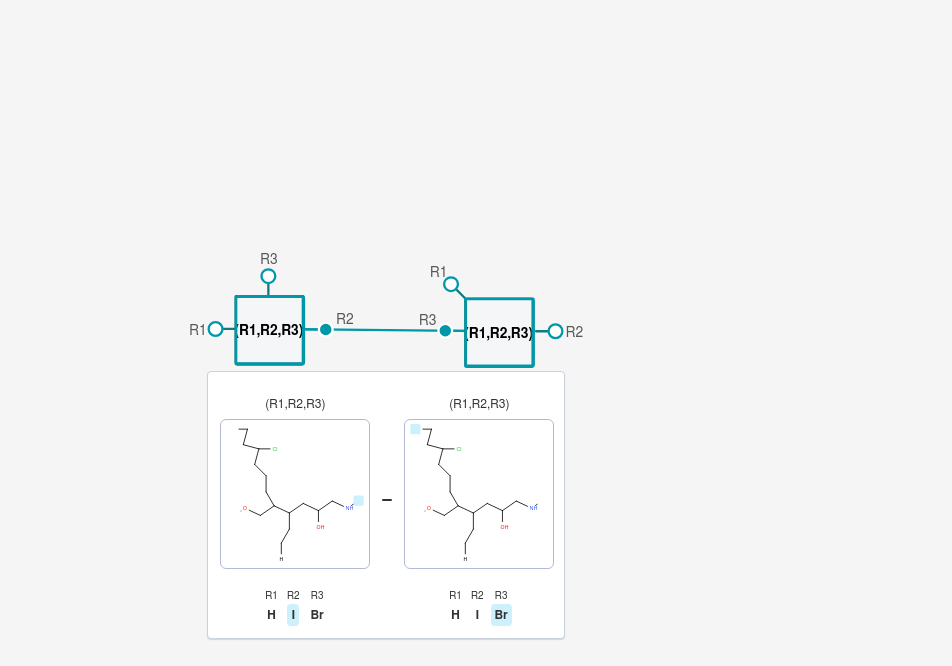 R3
R1
R1 (R1,R2,R3) R2 R3 (R1,R2,R3) R2
(R1,R2,R3) (R1,R2,R3)
Cl Cl
O NH O NH
OH OH
H H
R1 R2 R3 R1 R2 R3
H I Br H I Br